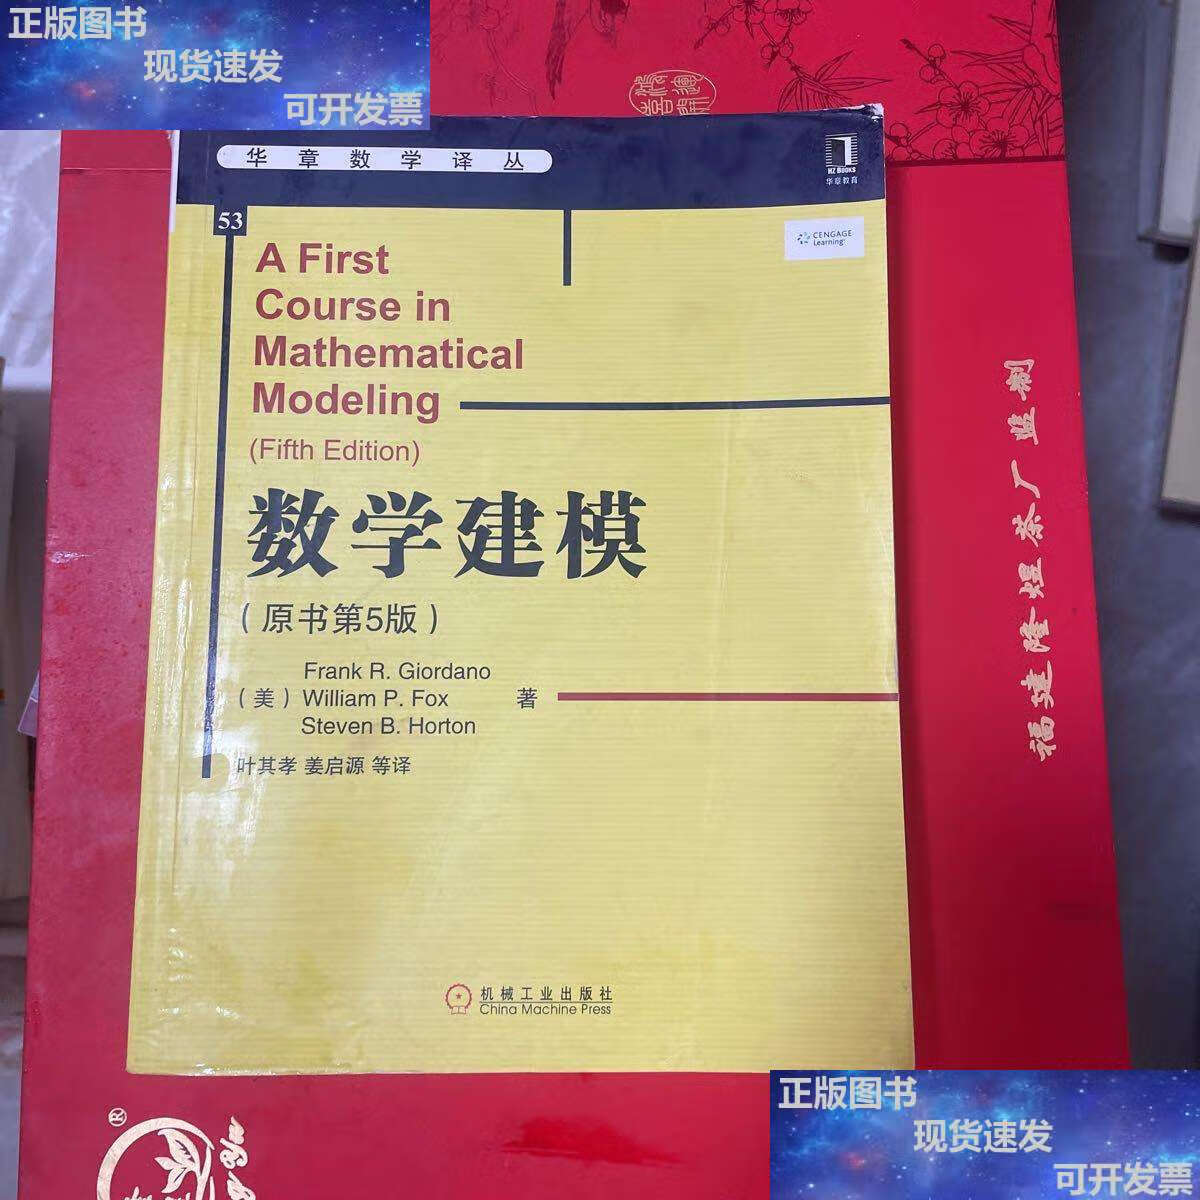 正版图书
现货速发
可开发票
华章数学译丛
HZ BOOKS
华章教育
53
CENGAGE
Learning
A First
Course in
Mathematical
Modeling
(Fifth Edition)
数学建模
(原书第5版)
Frank R. Giordano
(美) William P. Fox 著
Steven B. Horton
叶其孝 姜启源 等译
机械工业出版社
China Machine Press
福建隆煌茶厂监制
®
正版图书
现货速发
可开发票